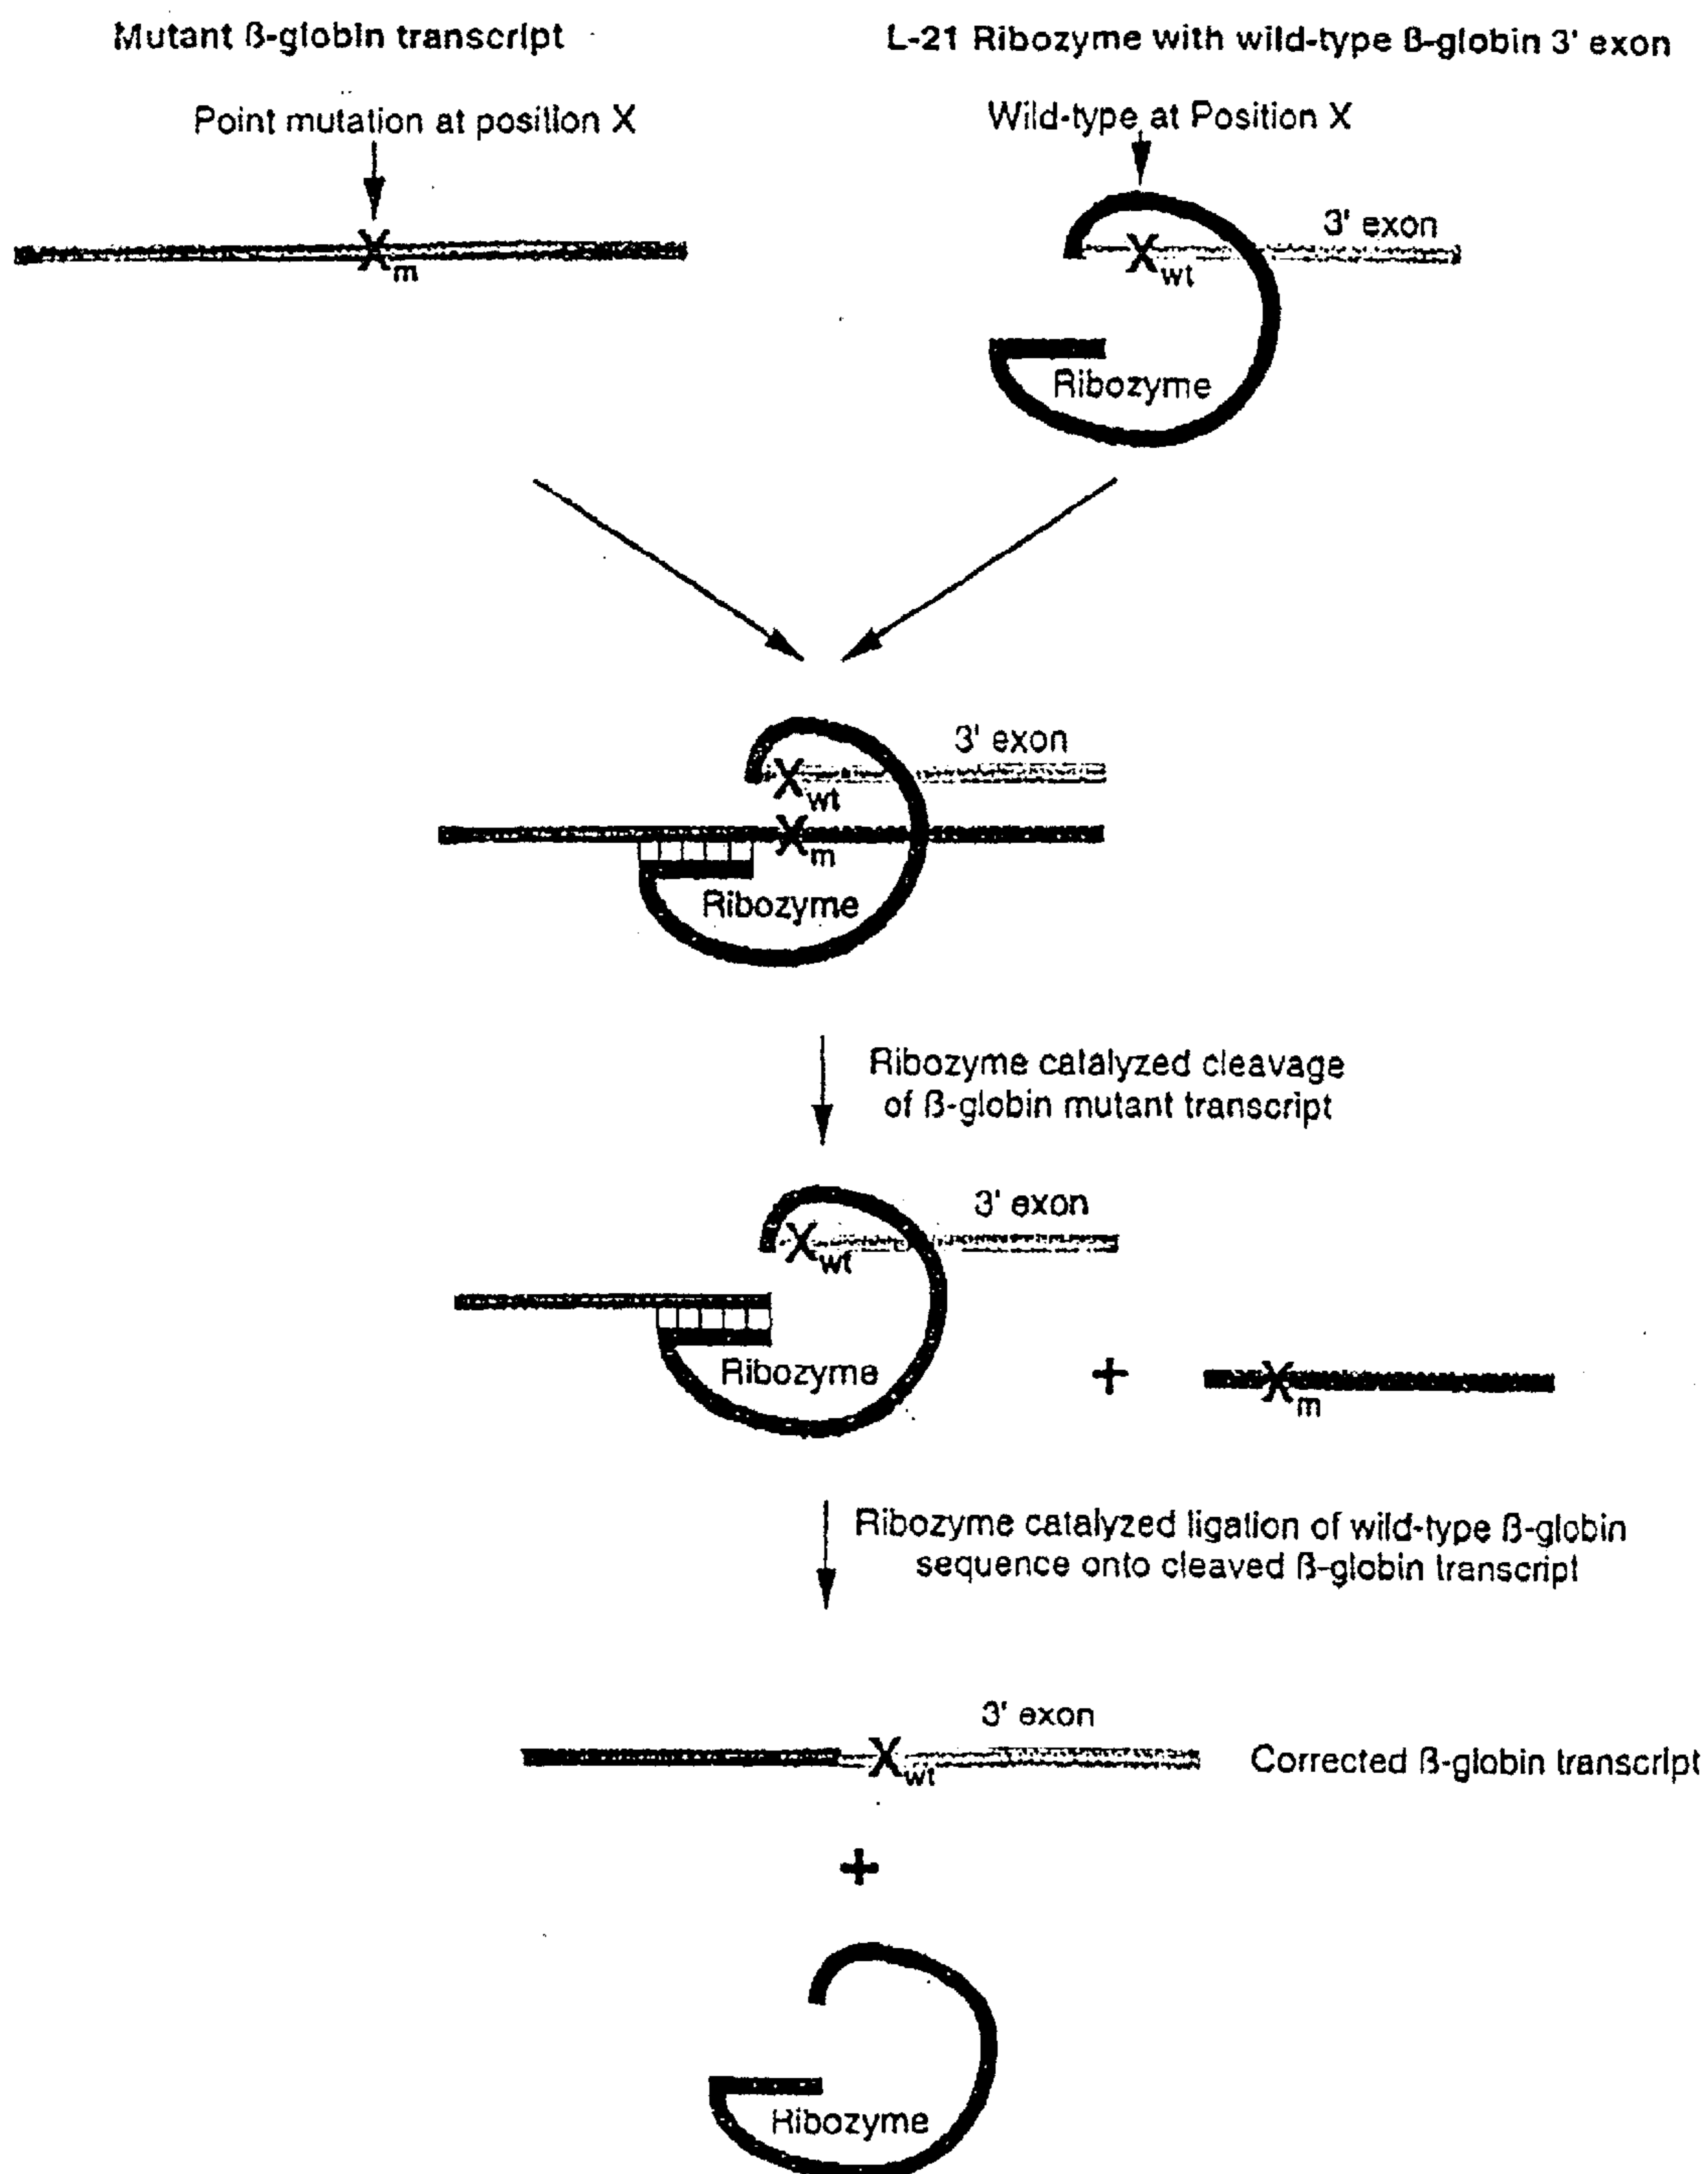 Mutant ß-globin transcript
L-21 Ribozyme with wild-type ß-globin 3' exon
Point mutation at position X
Wild-type at Position X
Xm
3' exon
Xwt
Ribozyme
3' exon
Xwt
Xm
Ribozyme
Ribozyme catalyzed cleavage
of ß-globin mutant transcript
3' exon
Xwt
Ribozyme
+
Xm
Ribozyme catalyzed ligation of wild-type ß-globin
sequence onto cleaved ß-globin transcript
3' exon
Xwt
Corrected ß-globin transcript
+
Ribozyme